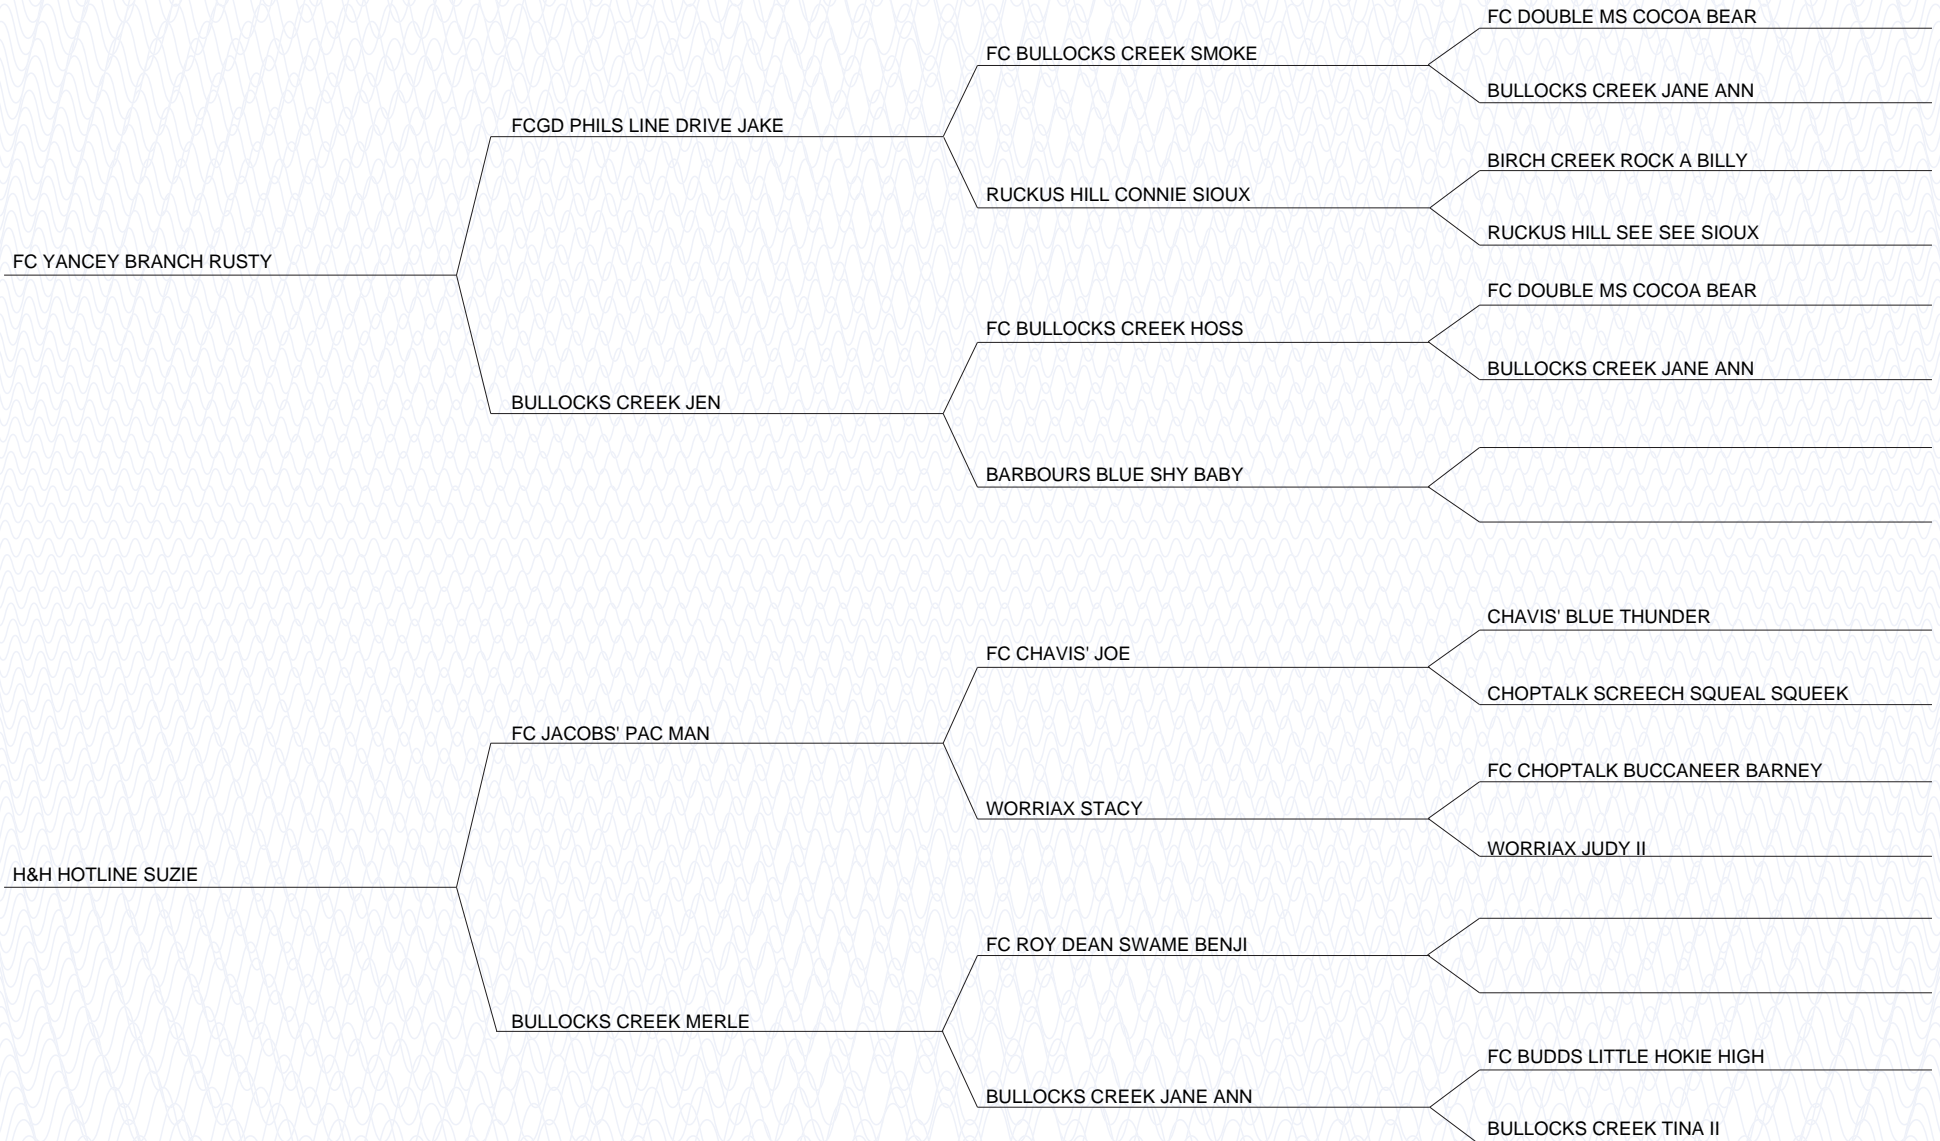 FC DOUBLE MS COCOA BEAR
FC BULLOCKS CREEK SMOKE
BULLOCKS CREEK JANE ANN
FCGD PHILS LINE DRIVE JAKE
BIRCH CREEK ROCK A BILLY
RUCKUS HILL CONNIE SIOUX
RUCKUS HILL SEE SEE SIOUX
FC YANCEY BRANCH RUSTY
FC DOUBLE MS COCOA BEAR
FC BULLOCKS CREEK HOSS
BULLOCKS CREEK JANE ANN
BULLOCKS CREEK JEN
BARBOURS BLUE SHY BABY
CHAVIS' BLUE THUNDER
FC CHAVIS' JOE
CHOPTALK SCREECH SQUEAL SQUEEK
FC JACOBS' PAC MAN
FC CHOPTALK BUCCANEER BARNEY
WORRIAX STACY
WORRIAX JUDY II
H&H HOTLINE SUZIE
FC ROY DEAN SWAME BENJI
BULLOCKS CREEK MERLE
FC BUDDS LITTLE HOKIE HIGH
BULLOCKS CREEK JANE ANN
BULLOCKS CREEK TINA II